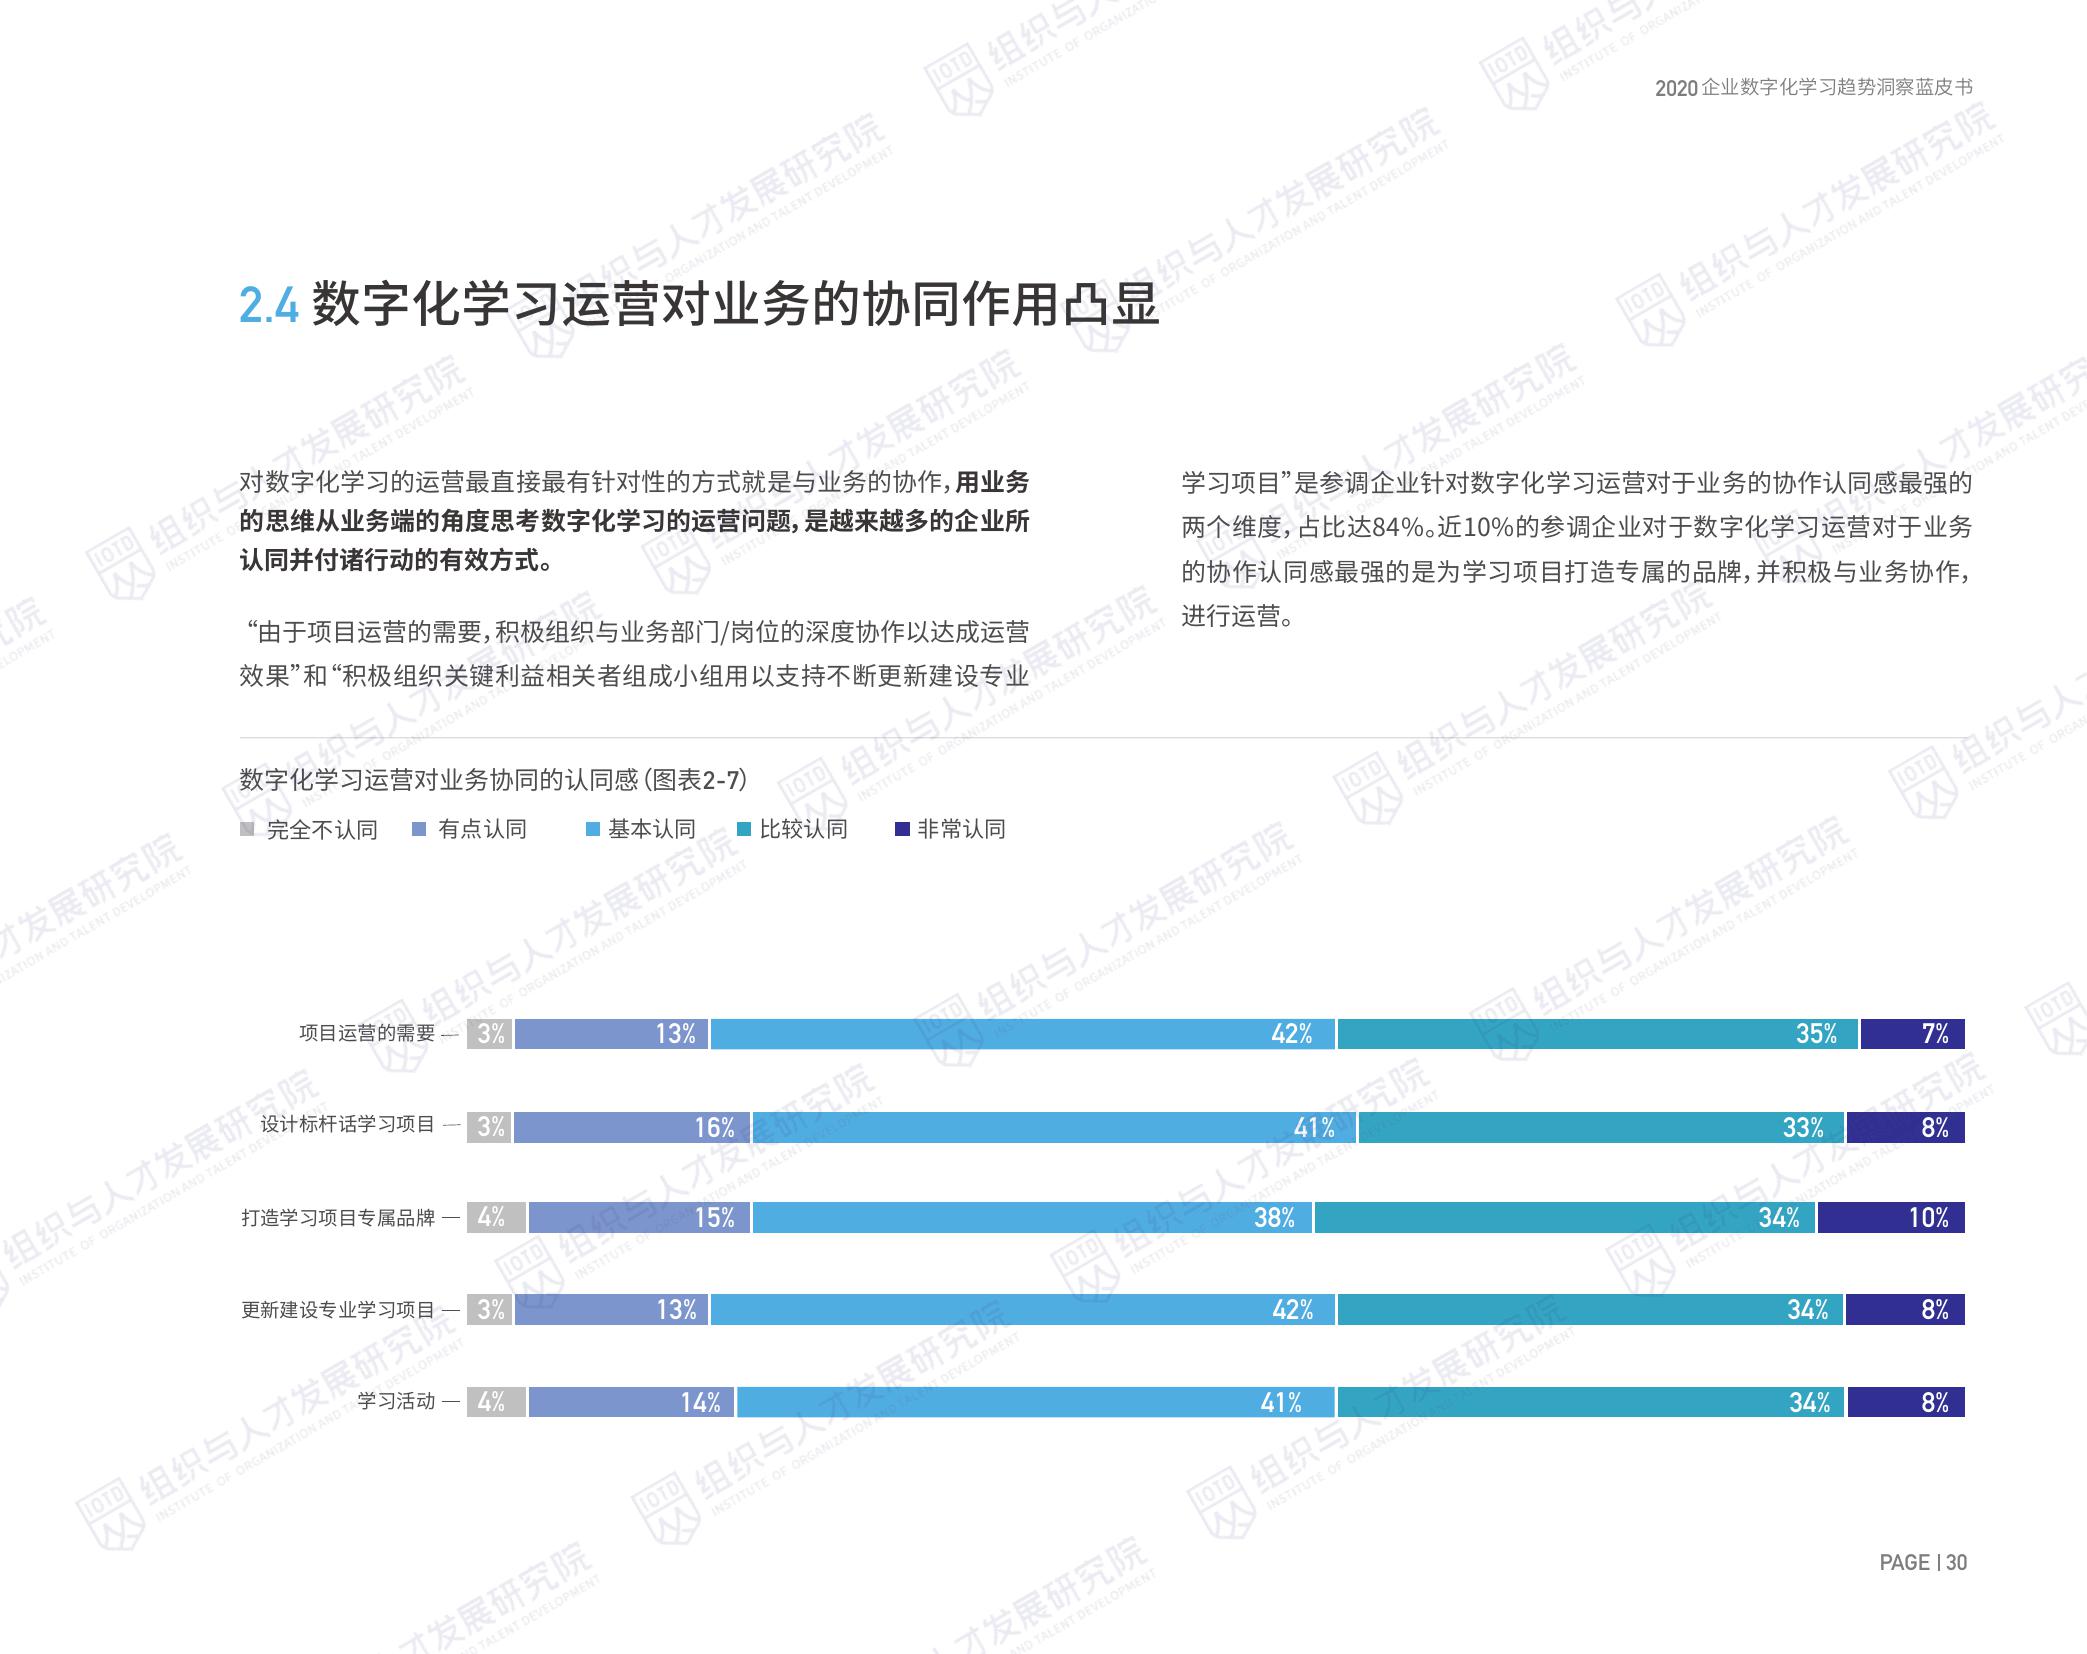 2020企业数字化学习趋势洞察蓝皮书
2.4 数字化学习运营对业务的协同作用凸显
对数字化学习的运营最直接最有针对性的方式就是与业务的协作，用业务
的思维从业务端的角度思考数字化学习的运营问题，是越来越多的企业所
认同并付诸行动的有效方式。
“由于项目运营的需要，积极组织与业务部门/岗位的深度协作以达成运营
效果”和“积极组织关键利益相关者组成小组用以支持不断更新建设专业
学习项目”是参调企业针对数字化学习运营对于业务的协作认同感最强的
两个维度，占比达84%。近10%的参调企业对于数字化学习运营对于业务
的协作认同感最强的是为学习项目打造专属的品牌，并积极与业务协作，
进行运营。
数字化学习运营对业务协同的认同感（图表2-7）
完全不认同 有点认同 基本认同 比较认同 非常认同
项目运营的需要 3% 13% 42% 35% 7%
设计标杆话学习项目 3% 16% 41% 33% 8%
打造学习项目专属品牌 4% 15% 38% 34% 10%
更新建设专业学习项目 3% 13% 42% 34% 8%
学习活动 4% 14% 41% 34% 8%
PAGE | 30
IOTD 组织与人才发展研究院
INSTITUTE OF ORGANIZATION AND TALENT DEVELOPMENT